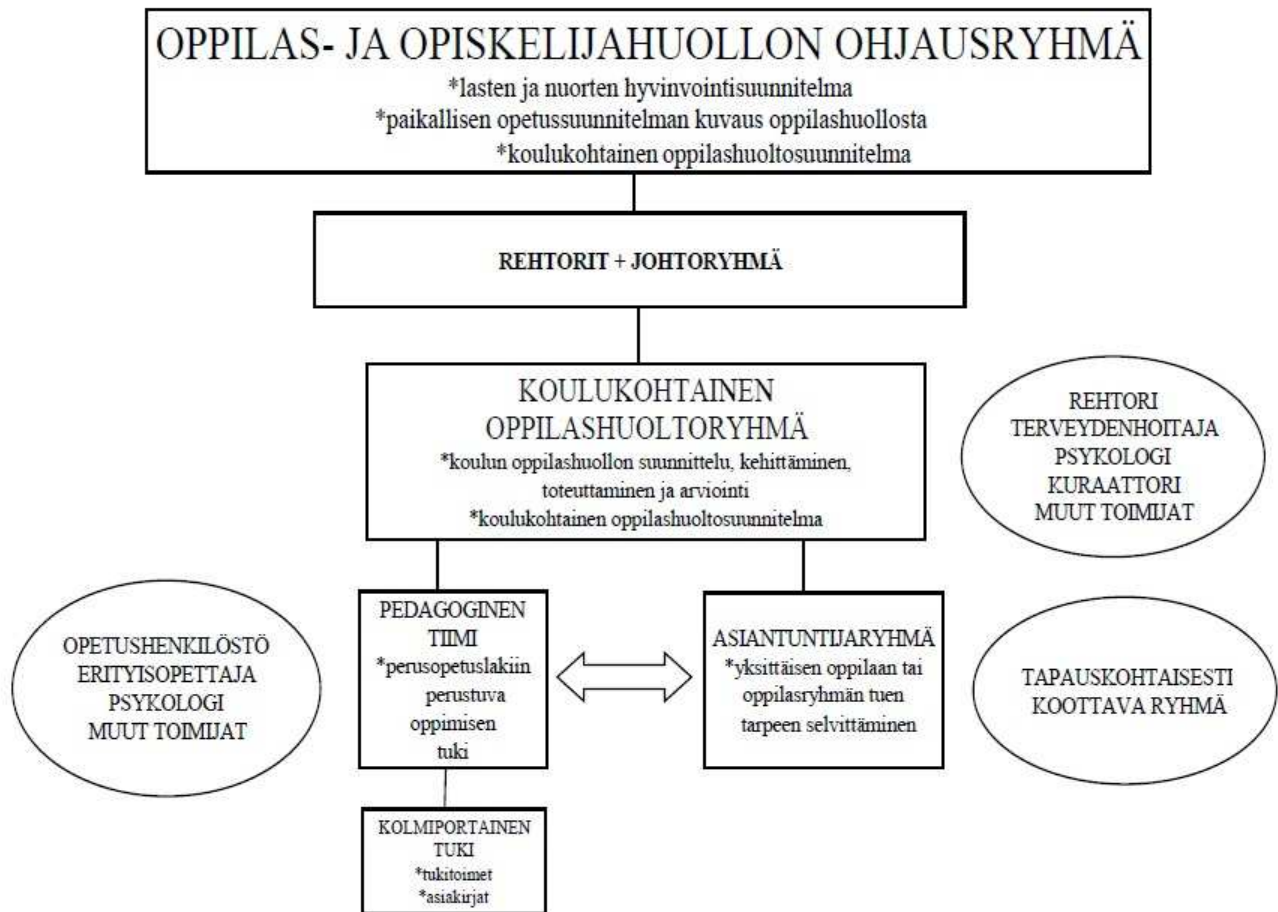 OPPILAS- JA OPISKELIJAHUOLLON OHJAUSRYHMÄ
*lasten ja nuorten hyvinvointisuunnitelma
*paikallisen opetussuunnitelman kuvaus oppilashuollosta
*koulukohtainen oppilashuoltosuunnitelma
REHTORIT + JOHTORYHMÄ
KOULUKOHTAINEN
OPPILASHUOLTORYHMÄ
*koulun oppilashuollon suunnittelu, kehittäminen,
toteuttaminen ja arviointi
*koulukohtainen oppilashuoltosuunnitelma
REHTORI
TERVEYDENHOITAJA
PSYKOLOGI
KURAATTORI
MUUT TOIMIJAT
OPETUSHENKILÖSTÖ
ERITYISOPETTAJA
PSYKOLOGI
MUUT TOIMIJAT
PEDAGOGINEN
TIIMI
*perusopetuslakiin
perustuva
oppimisen
tuki
ASIANTUNTIJARYHMÄ
*yksittäisen oppilaan tai
oppilasryhmän tuen
tarpeen selvittäminen
TAPAUSKOHTAISESTI
KOOTTAVA RYHMÄ
KOLMIPORTAINEN
TUKI
*tukitoimet
*asiakirjat